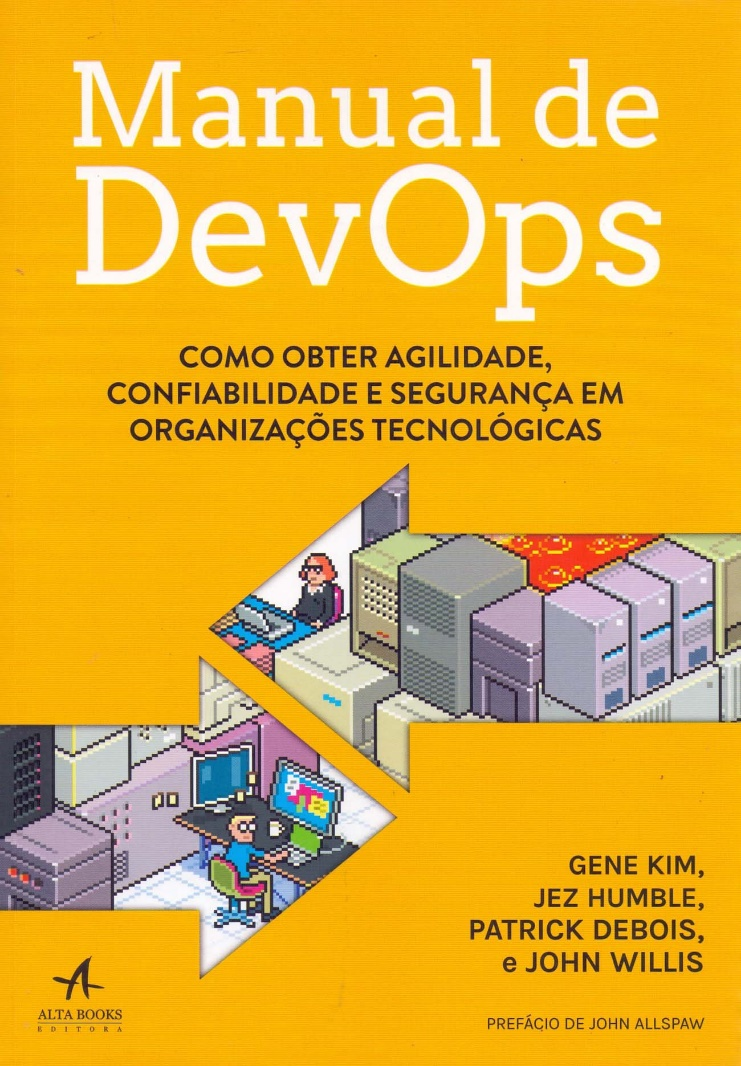 Manual de
DevOps
COMO OBTER AGILIDADE,
CONFIABILIDADE E SEGURANÇA EM
ORGANIZAÇÕES TECNOLÓGICAS
GENE KIM,
JEZ HUMBLE,
PATRICK DEBOIS,
e JOHN WILLIS
ALTA BOOKS
EDITORA
PREFÁCIO DE JOHN ALLSPAW